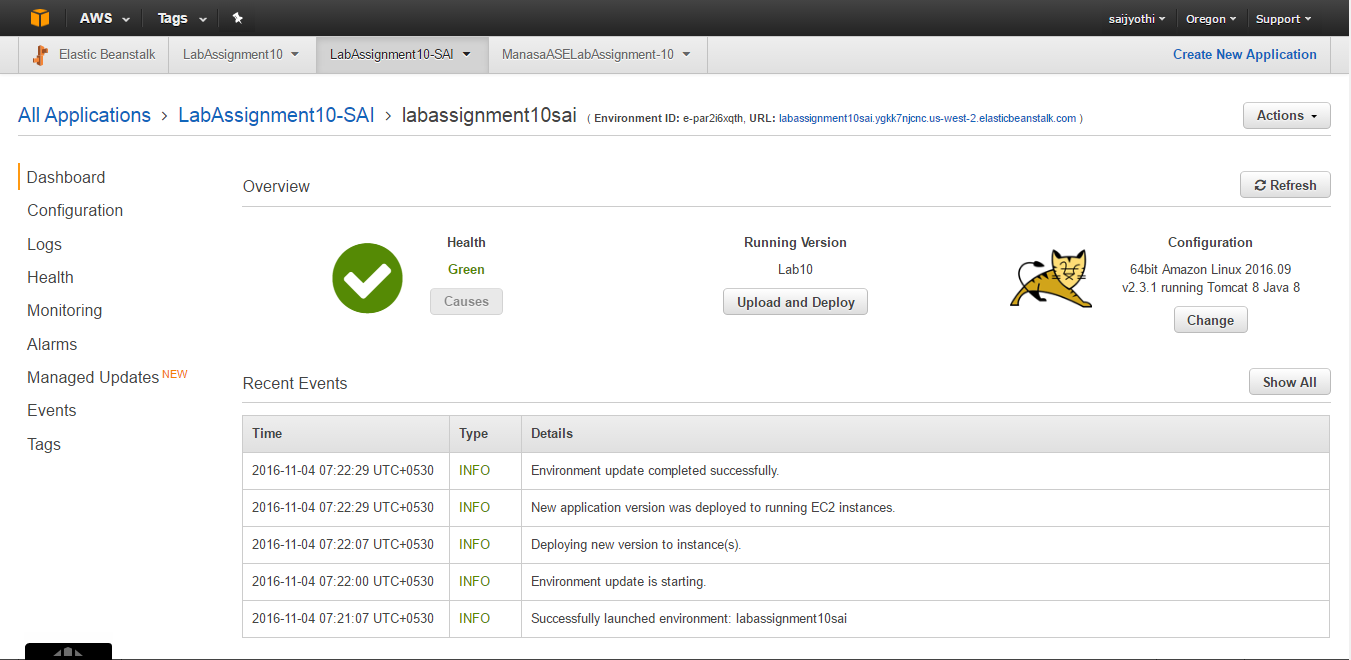 AWS Tags saijyothi Oregon Support
Elastic Beanstalk LabAssignment10 LabAssignment10-SAI ManasaASELabAssignment-10 Create New Application
All Applications › LabAssignment10-SAI › labassignment10sai ( Environment ID: e-par2i6xqth, URL: labassignment10sai.ygkk7njcnc.us-west-2.elasticbeanstalk.com ) Actions
Dashboard
Configuration
Logs
Health
Monitoring
Alarms
Managed Updates NEW
Events
Tags
Overview Refresh
Health
Green
Causes
Running Version
Lab10
Upload and Deploy
Configuration
64bit Amazon Linux 2016.09
v2.3.1 running Tomcat 8 Java 8
Change
Recent Events Show All
Time Type Details
2016-11-04 07:22:29 UTC+0530 INFO Environment update completed successfully.
2016-11-04 07:22:29 UTC+0530 INFO New application version was deployed to running EC2 instances.
2016-11-04 07:22:07 UTC+0530 INFO Deploying new version to instance(s).
2016-11-04 07:22:00 UTC+0530 INFO Environment update is starting.
2016-11-04 07:21:07 UTC+0530 INFO Successfully launched environment: labassignment10sai